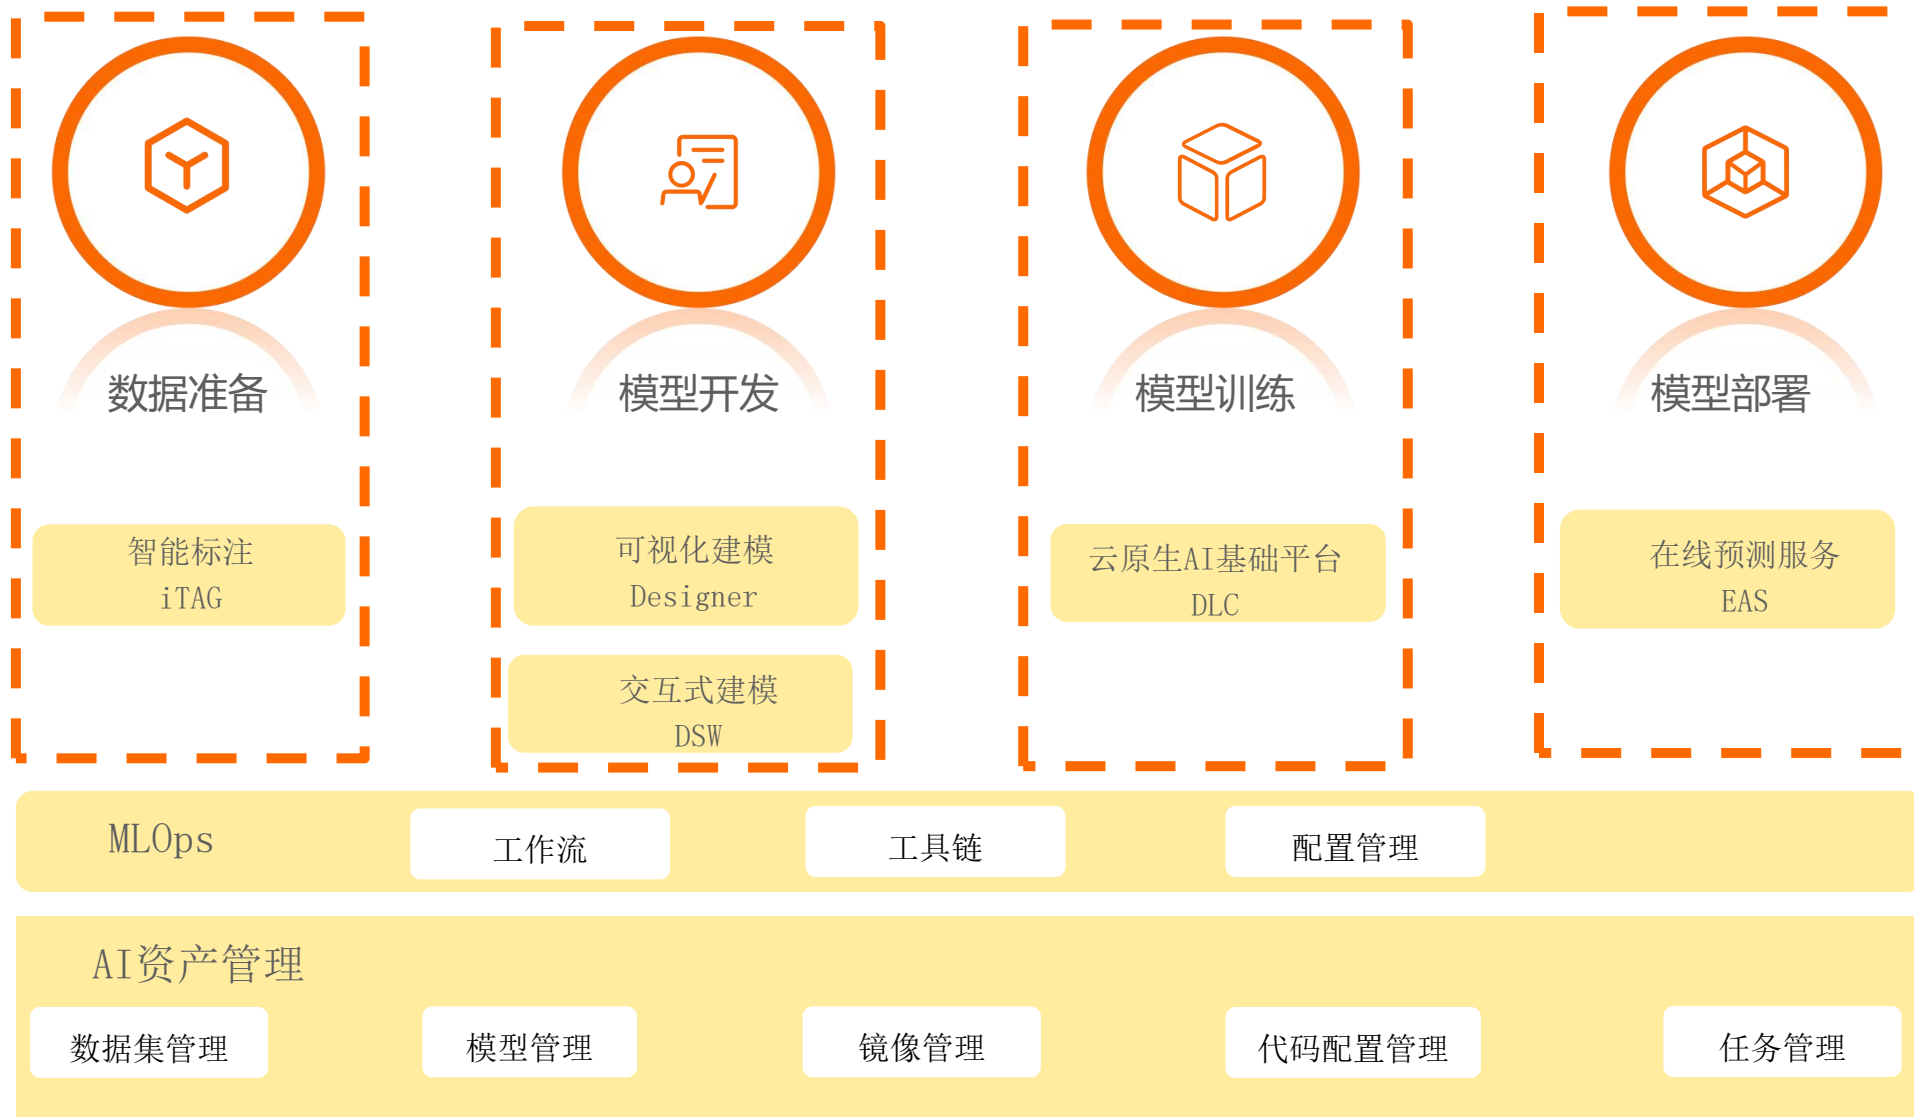 数据准备
模型开发
模型训练
模型部署
智能标注
iTAG
可视化建模
Designer
交互式建模
DSW
云原生AI基础平台
DLC
在线预测服务
EAS
MLOps
工作流
工具链
配置管理
AI资产管理
数据集管理
模型管理
镜像管理
代码配置管理
任务管理